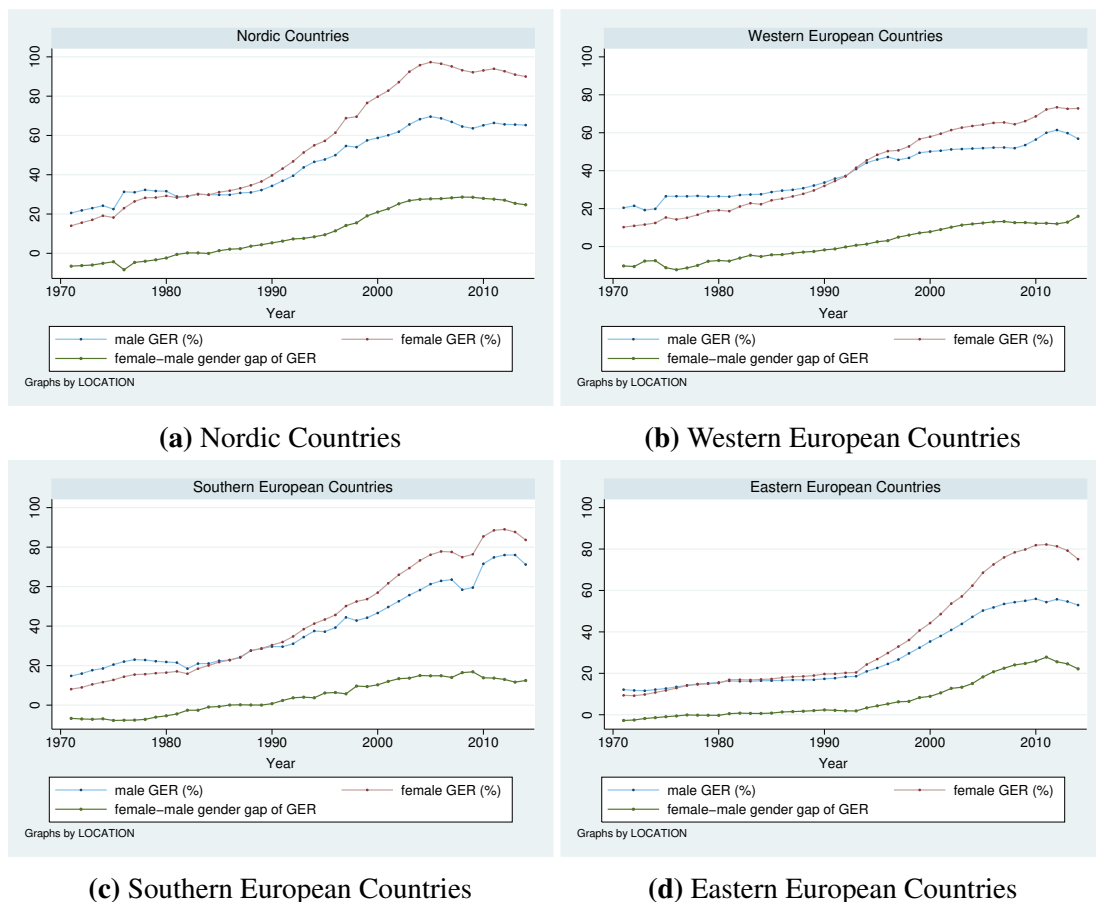 Nordic Countries
0 20 40 60 80 100
1970 1980 1990 2000 2010
Year
male GER (%) female GER (%)
female−male gender gap of GER
Graphs by LOCATION
(a) Nordic Countries
Western European Countries
0 20 40 60 80 100
1970 1980 1990 2000 2010
Year
male GER (%) female GER (%)
female−male gender gap of GER
Graphs by LOCATION
(b) Western European Countries
Southern European Countries
0 20 40 60 80 100
1970 1980 1990 2000 2010
Year
male GER (%) female GER (%)
female−male gender gap of GER
Graphs by LOCATION
(c) Southern European Countries
Eastern European Countries
0 20 40 60 80 100
1970 1980 1990 2000 2010
Year
male GER (%) female GER (%)
female−male gender gap of GER
Graphs by LOCATION
(d) Eastern European Countries